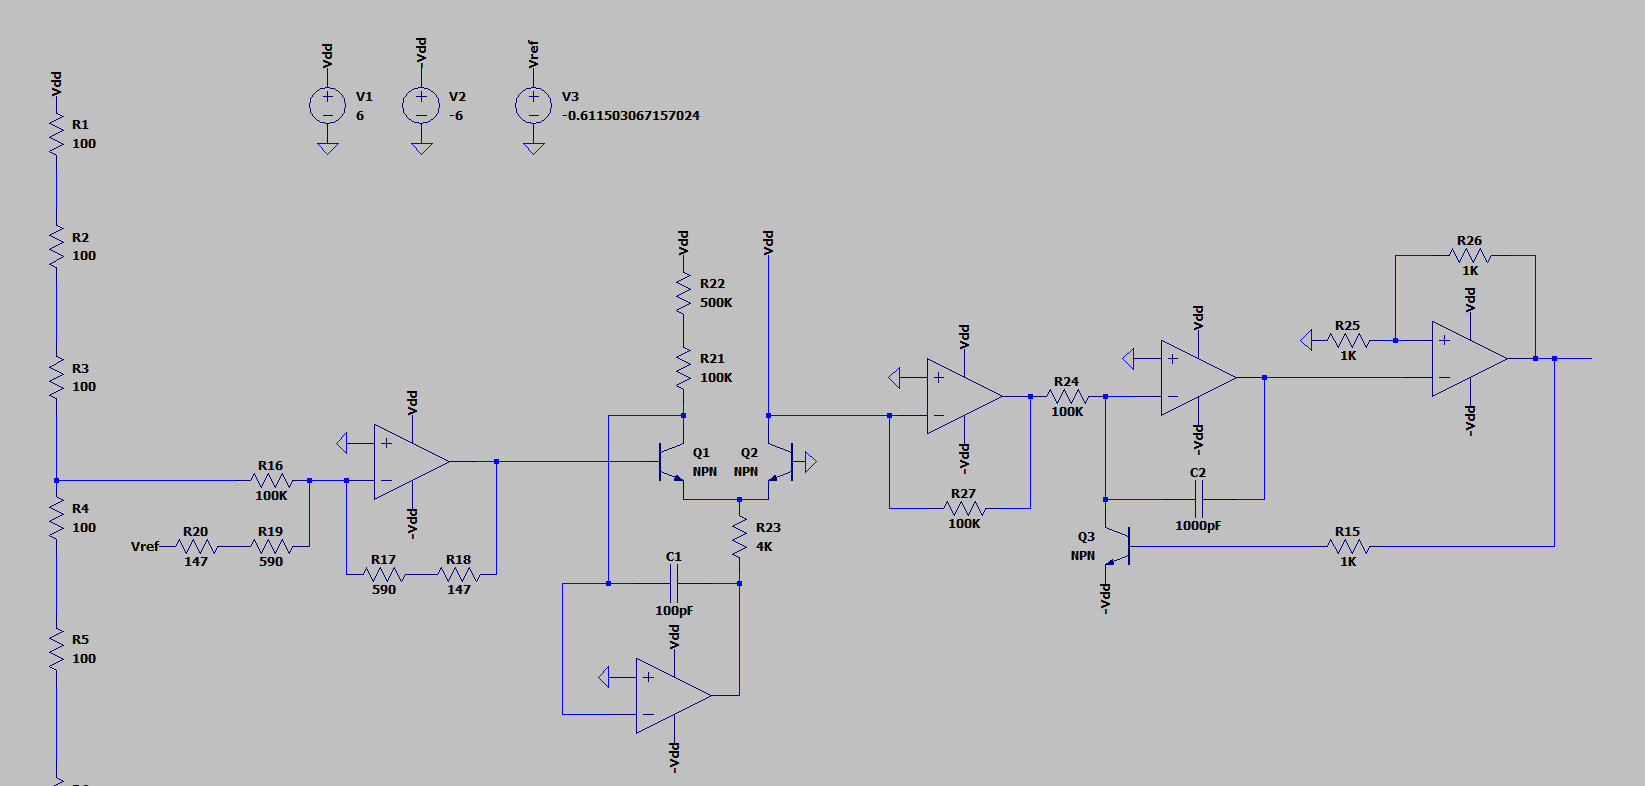 Vdd
-Vdd
Vref
V1
6
V2
-6
V3
-0.611503067157024
Vdd
R1
100
R2
100
R3
100
R4
100
R5
100
R16
100K
Vref
R20
147
R19
590
Vdd
-Vdd
R17
590
R18
147
Vdd
R22
500K
R21
100K
Vdd
Q1
NPN
Q2
NPN
R23
4K
C1
100pF
Vdd
-Vdd
Vdd
-Vdd
R27
100K
R24
100K
Vdd
-Vdd
C2
1000pF
Q3
NPN
-Vdd
R15
1K
R25
1K
R26
1K
Vdd
-Vdd